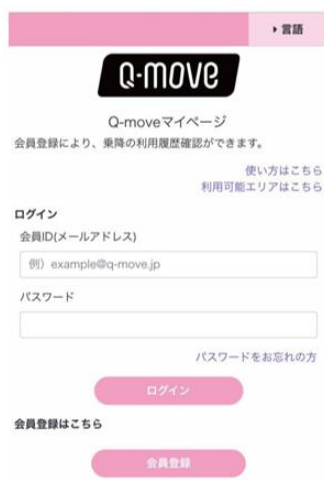 ▸ 言語
Q-move
Q-moveマイページ
会員登録により、乗降の利用履歴確認ができます。
使い方はこちら
利用可能エリアはこちら
ログイン
会員ID(メールアドレス)
例）example@q-move.jp
パスワード
パスワードをお忘れの方
ログイン
会員登録はこちら
会員登録